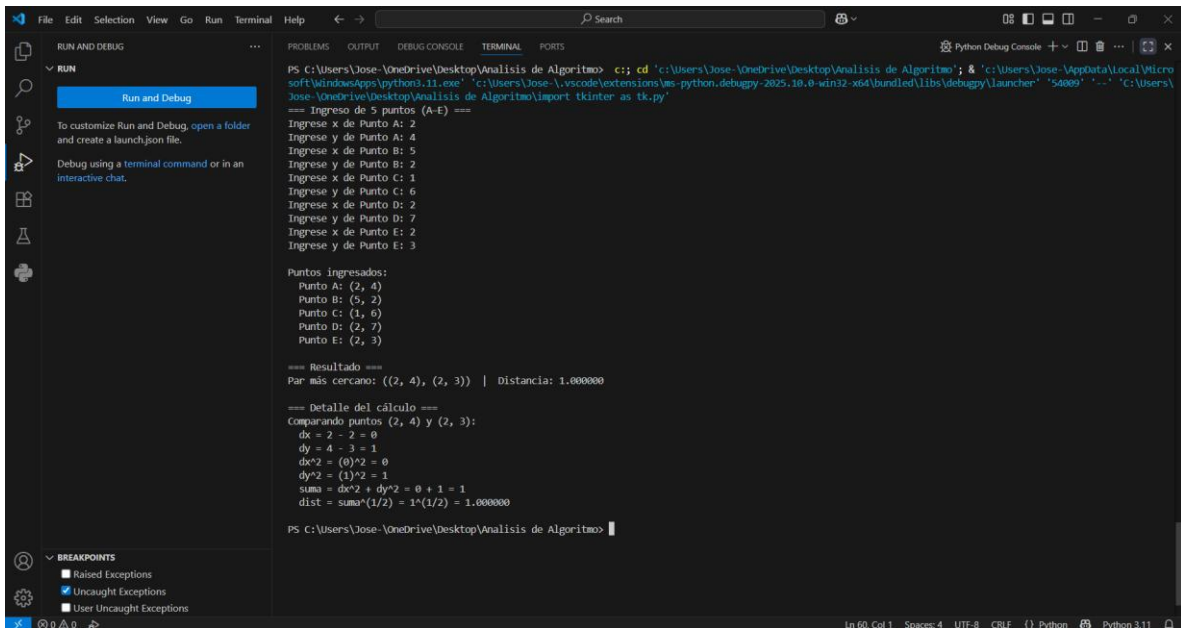 File Edit Selection View Go Run Terminal Help
Search
RUN AND DEBUG
RUN
Run and Debug
To customize Run and Debug, open a folder
and create a launch.json file.
Debug using a terminal command or in an
interactive chat.
PROBLEMS OUTPUT DEBUG CONSOLE TERMINAL PORTS
Python Debug Console
PS C:\Users\Jose-\OneDrive\Desktop\Analisis de Algoritmo> c:; cd 'c:\Users\Jose-\OneDrive\Desktop\Analisis de Algoritmo'; & 'c:\Users\Jose-\AppData\Local\Micro
soft\WindowsApps\python3.11.exe' 'c:\Users\Jose-\.vscode\extensions\ms-python.debugpy-2025.10.0-win32-x64\bundled\libs\debugpy\launcher' '54009' '--' 'C:\Users\
Jose-\OneDrive\Desktop\Analisis de Algoritmo\import tkinter as tk.py'
=== Ingreso de 5 puntos (A–E) ===
Ingrese x de Punto A: 2
Ingrese y de Punto A: 4
Ingrese x de Punto B: 5
Ingrese y de Punto B: 2
Ingrese x de Punto C: 1
Ingrese y de Punto C: 6
Ingrese x de Punto D: 2
Ingrese y de Punto D: 7
Ingrese x de Punto E: 2
Ingrese y de Punto E: 3
Puntos ingresados:
Punto A: (2, 4)
Punto B: (5, 2)
Punto C: (1, 6)
Punto D: (2, 7)
Punto E: (2, 3)
=== Resultado ===
Par más cercano: ((2, 4), (2, 3)) | Distancia: 1.000000
=== Detalle del cálculo ===
Comparando puntos (2, 4) y (2, 3):
dx = 2 - 2 = 0
dy = 4 - 3 = 1
dx^2 = (0)^2 = 0
dy^2 = (1)^2 = 1
suma = dx^2 + dy^2 = 0 + 1 = 1
dist = suma^(1/2) = 1^(1/2) = 1.000000
PS C:\Users\Jose-\OneDrive\Desktop\Analisis de Algoritmo>
BREAKPOINTS
Raised Exceptions
Uncaught Exceptions
User Uncaught Exceptions
0 0
Ln 60, Col 1 Spaces: 4 UTF-8 CRLF {} Python Python 3.11